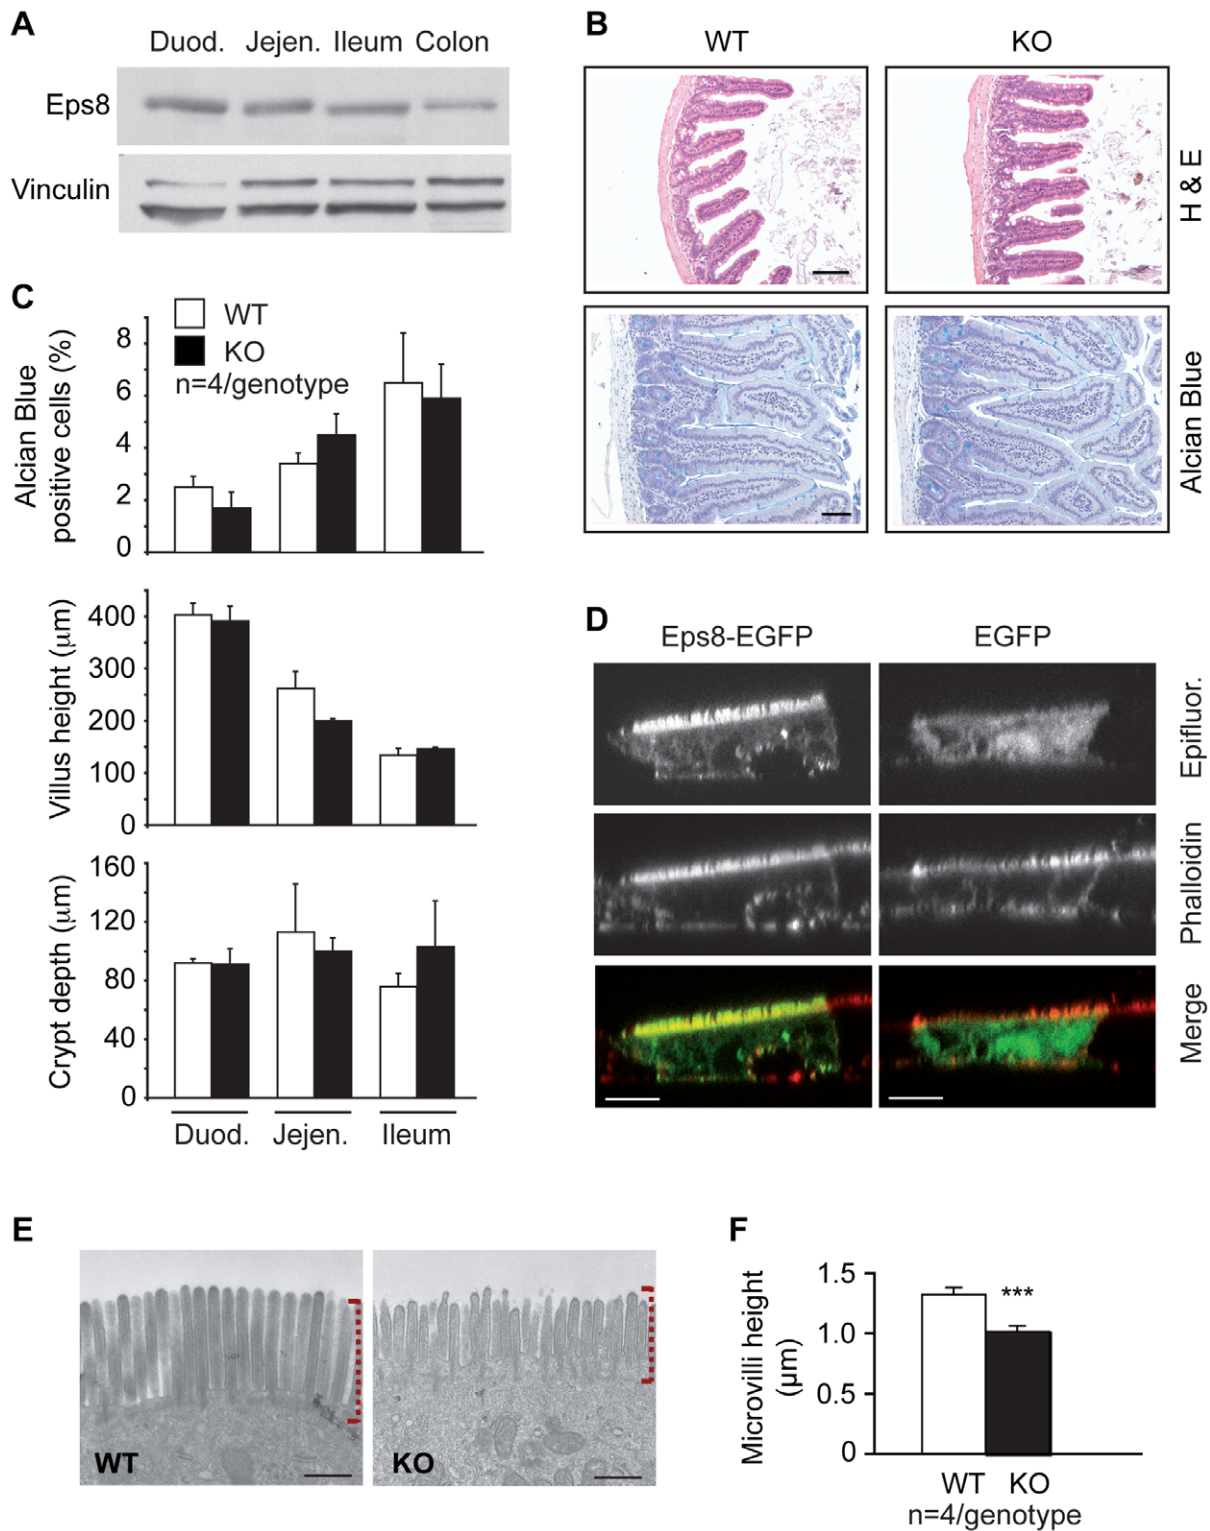 A
Duod. Jejen. Ileum Colon
Eps8
Vinculin
B
WT KO
H & E
Alcian Blue
C
WT
KO
n=4/genotype
Alcian Blue
positive cells (%)
8
6
4
2
0
Villus height (μm)
400
300
200
100
0
Crypt depth (μm)
160
120
80
40
0
Duod. Jejen. Ileum
D
Eps8-EGFP EGFP
Epifluor.
Phalloidin
Merge
E
WT KO
F
Microvilli height
(μm)
1.5
1.0
0.5
0
***
WT KO
n=4/genotype